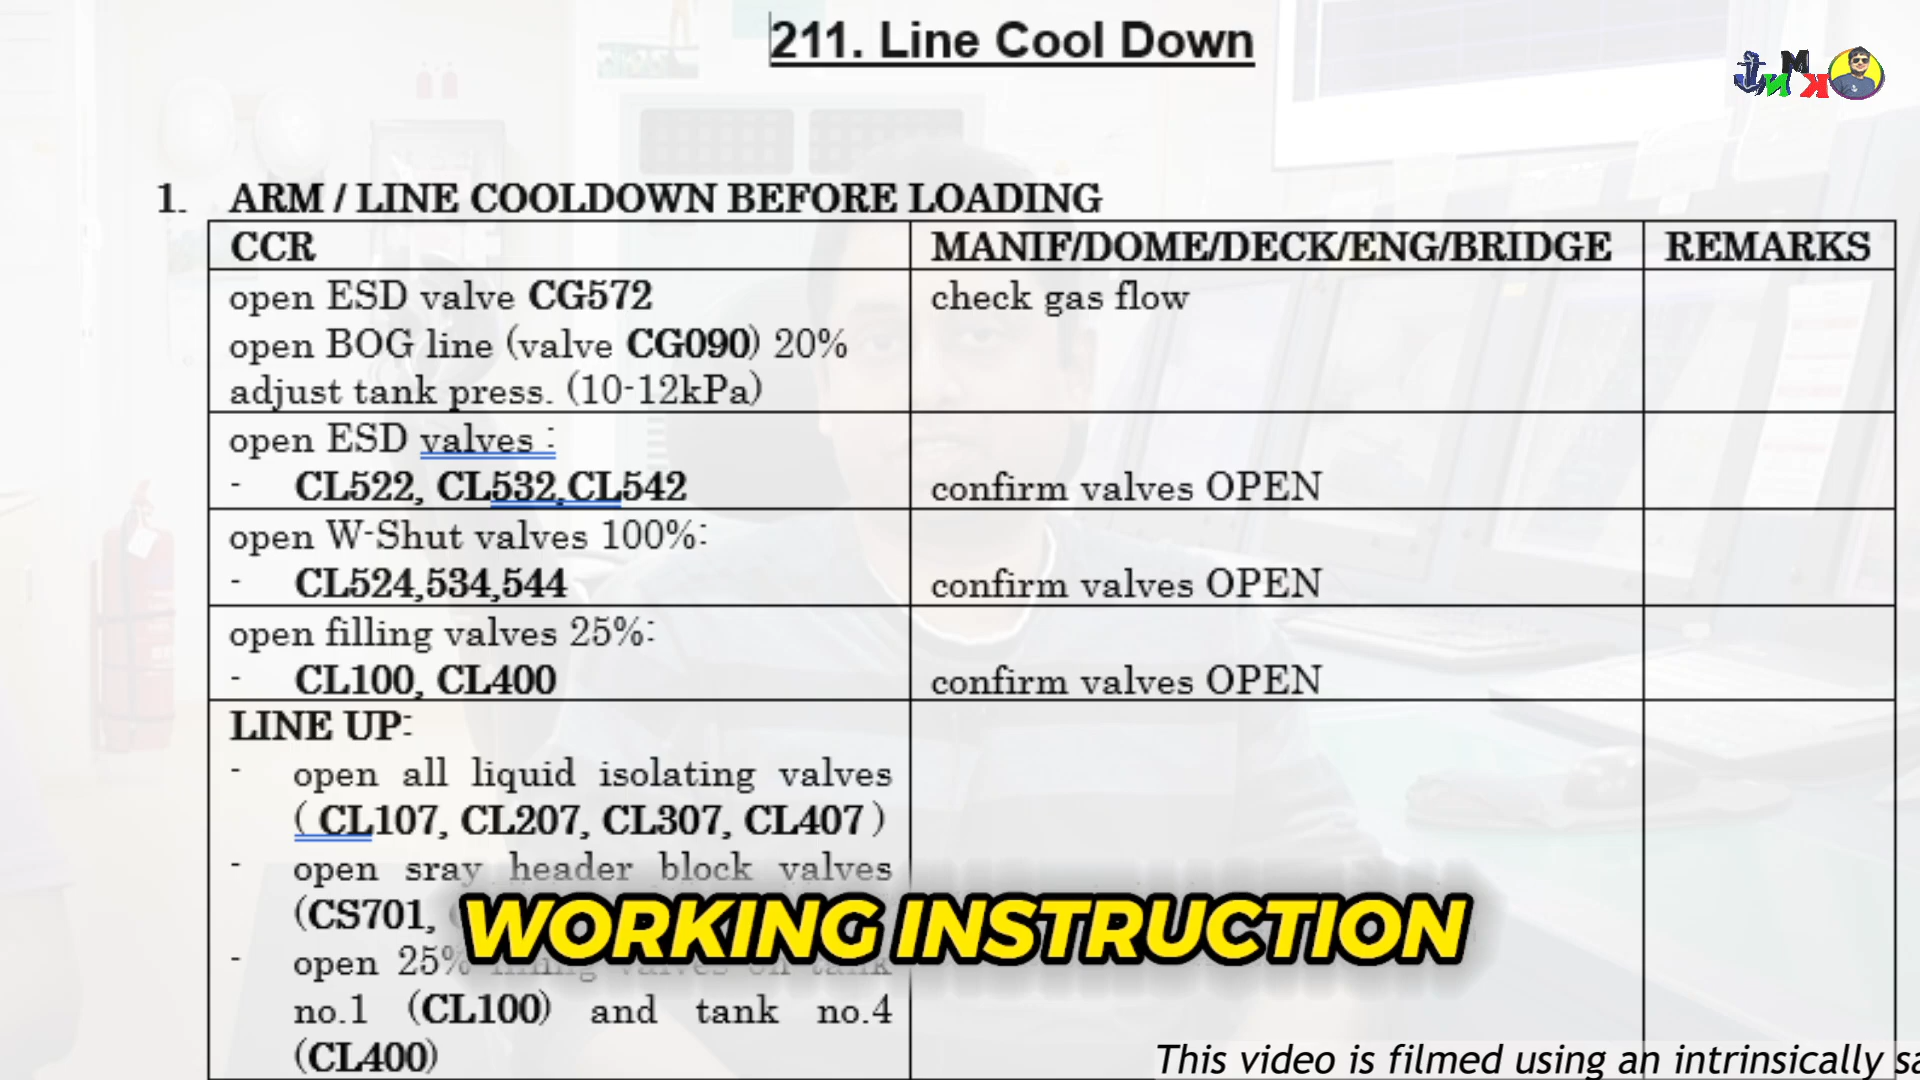 211. Line Cool Down
1. ARM / LINE COOLDOWN BEFORE LOADING
CCR MANIF/DOME/DECK/ENG/BRIDGE REMARKS
open ESD valve CG572 check gas flow
open BOG line (valve CG090) 20%
adjust tank press. (10-12kPa)
open ESD valves :
- CL522, CL532,CL542 confirm valves OPEN
open W-Shut valves 100%:
- CL524,534,544 confirm valves OPEN
open filling valves 25%:
- CL100, CL400 confirm valves OPEN
LINE UP:
- open all liquid isolating valves
( CL107, CL207, CL307, CL407 )
- open sray header block valves
(CS701,
WORKING INSTRUCTION
- open 25% filling valves on tank
no.1 (CL100) and tank no.4
(CL400)
This video is filmed using an intrinsically sa